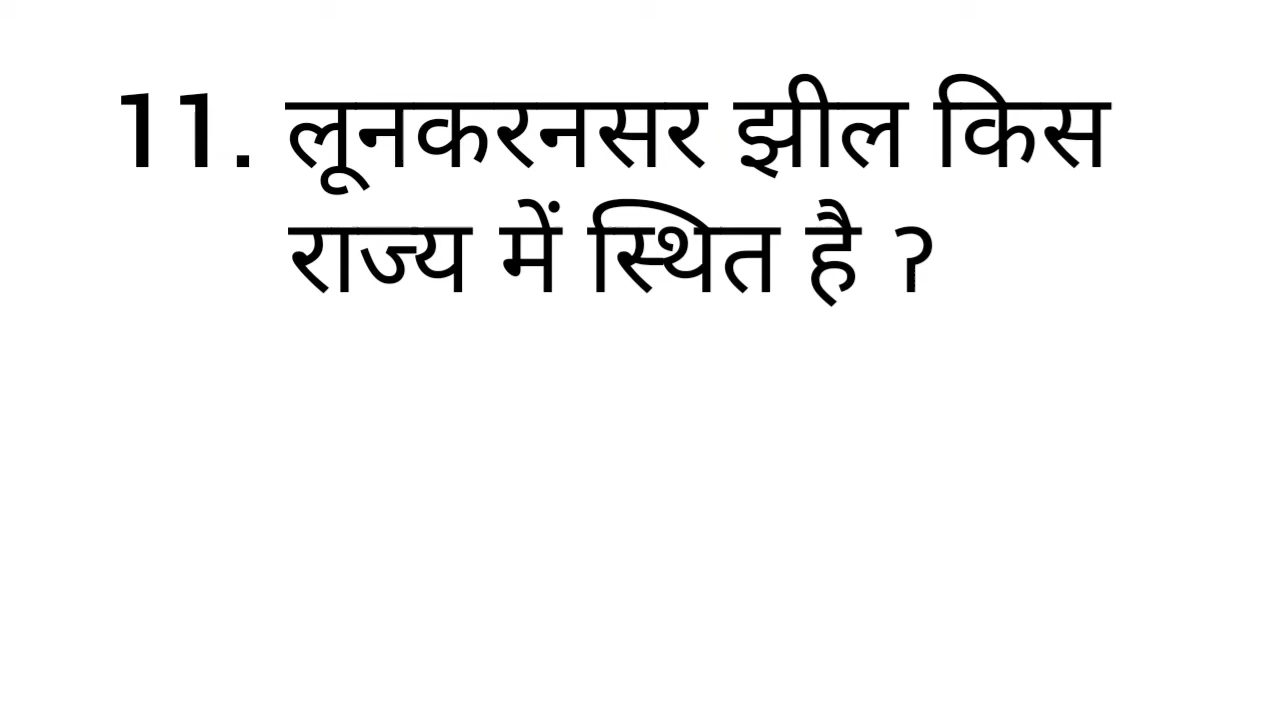 11. लूनकरनसर झील किस
राज्य में स्थित है ?